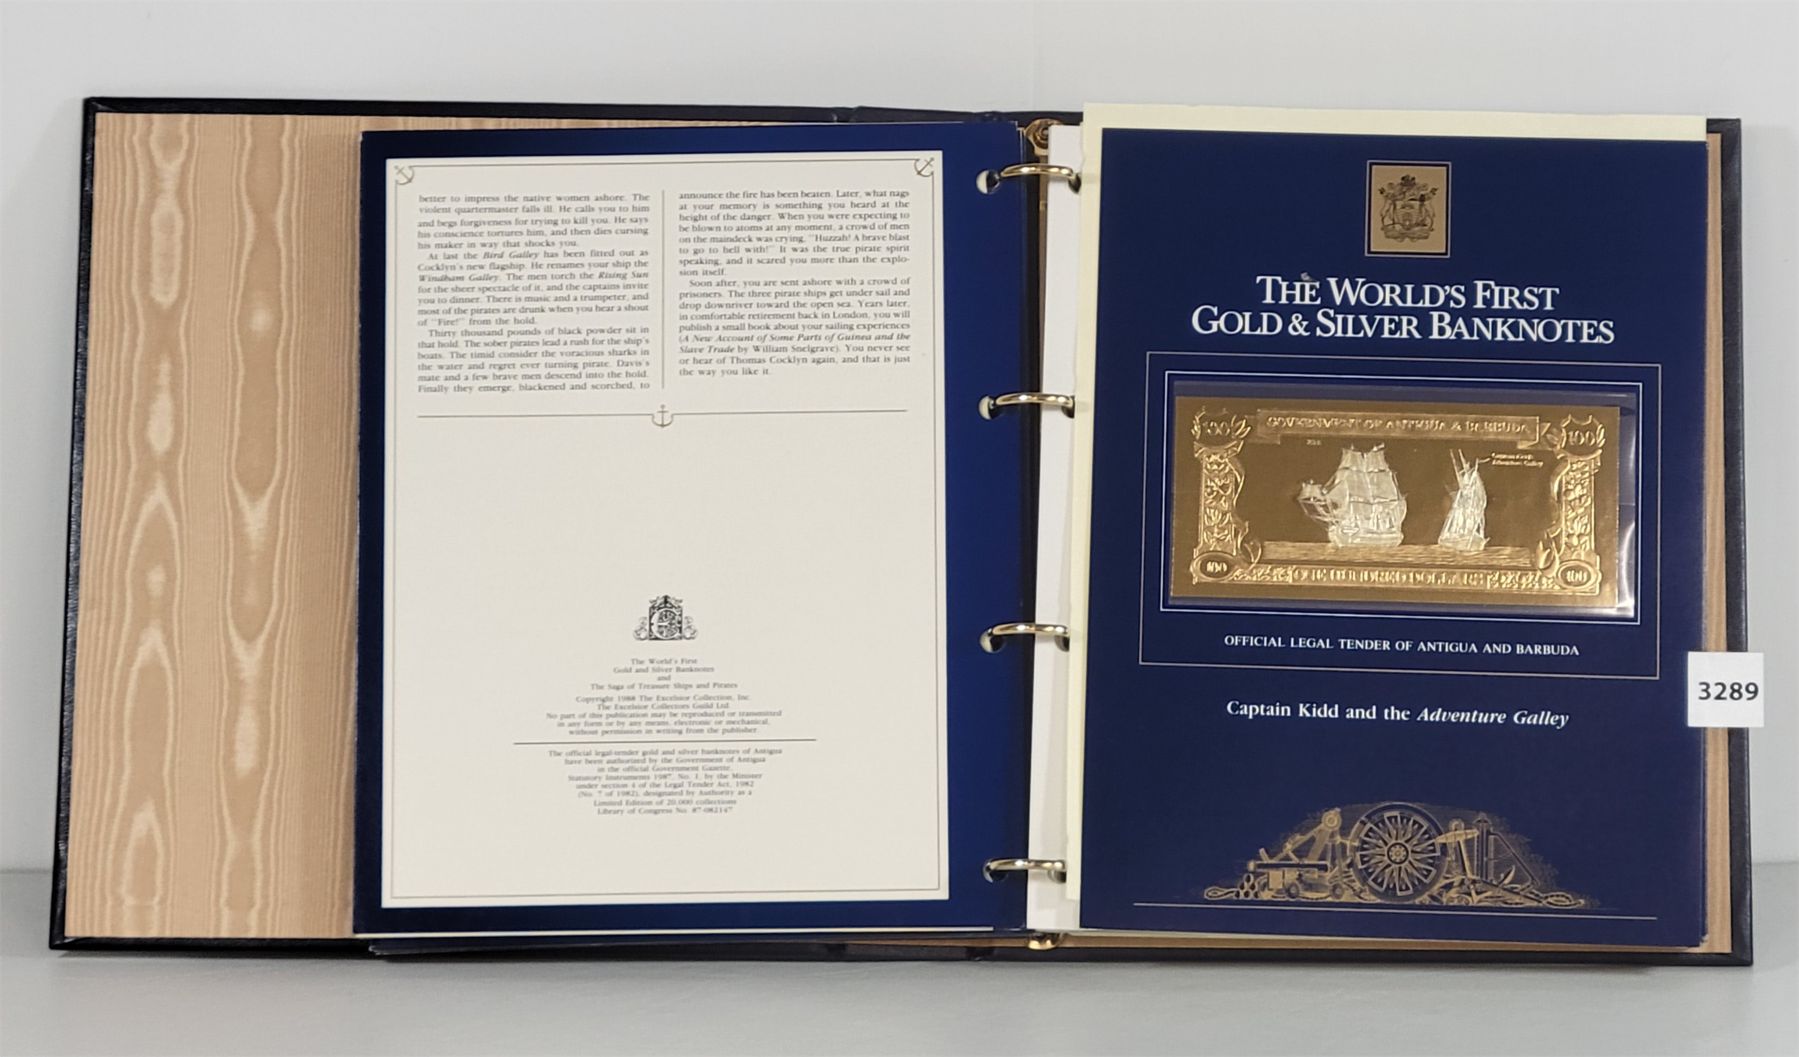 better to impress the native women ashore. The
violent quartermaster falls ill. He calls you to him
and begs forgiveness for trying to kill you. He says
his conscience tortures him, and then dies cursing
his maker in way that shocks you.
At last the Bird Galley has been fitted out as
Cocklyn's new flagship. He renames your ship the
Windham Galley. The men torch the Rising Sun
for the sheer spectacle of it, and the captains invite
you to dinner. There is music and a trumpeter, and
most of the pirates are drunk when you hear a shout
of "Fire!" from the hold.
Thirty thousand pounds of black powder sit in
that hold. The sober pirates lead a rush for the ship's
boats. The timid consider the voracious sharks in
the water and regret ever turning pirate. Davis's
mate and a few brave men descend into the hold.
Finally they emerge, blackened and scorched, to
announce the fire has been beaten. Later, what nags
at your memory is something you heard at the
height of the danger. When you were expecting to
be blown to atoms at any moment, a crowd of men
on the maindeck was crying, "Huzzah! A brave blast
to go to hell with!" It was the true pirate spirit
speaking, and it scared you more than the explo-
sion itself.
Soon after, you are sent ashore with a crowd of
prisoners. The three pirate ships get under sail and
drop downriver toward the open sea. Years later,
in comfortable retirement back in London, you will
publish a small book about your sailing experiences
(A New Account of Some Parts of Guinea and the
Slave Trade by William Snelgrave). You never see
or hear of Thomas Cocklyn again, and that is just
the way you like it.
The World's First
Gold and Silver Banknotes
and
The Saga of Treasure Ships and Pirates
Copyright 1988 The Excelsior Collection, Inc.
The Excelsior Collectors Guild Ltd.
No part of this publication may be reproduced or transmitted
in any form or by any means, electronic or mechanical,
without permission in writing from the publisher.
The official legal-tender gold and silver banknotes of Antigua
have been authorized by the Government of Antigua
in the official Government Gazette,
Statutory Instruments 1987, No. 1, by the Minister
under section 4 of the Legal Tender Act, 1982
(No. 7 of 1982), designated by Authority as a
Limited Edition of 20,000 collections
Library of Congress No. 87-082147
THE WORLD'S FIRST
GOLD & SILVER BANKNOTES
100 GOVERNMENT OF ANTIGUA & BARBUDA 100
Captain Kidd's
Adventure Galley
100 ONE HUNDRED DOLLARS 100
OFFICIAL LEGAL TENDER OF ANTIGUA AND BARBUDA
Captain Kidd and the Adventure Galley
3289